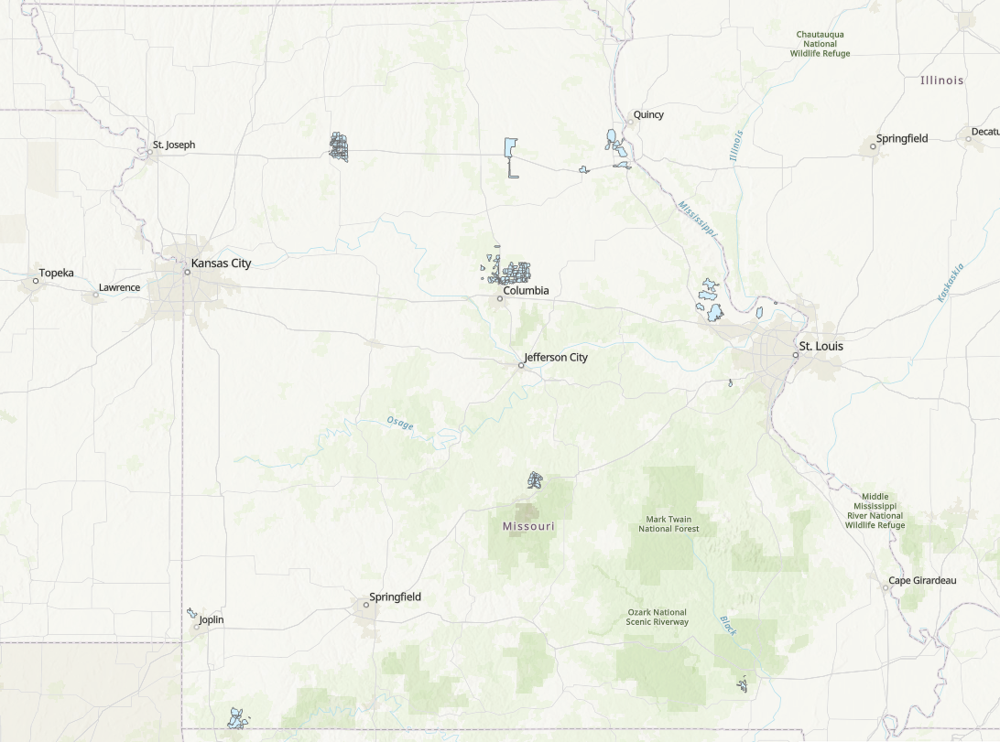 Chautauqua
National
Wildlife Refuge
Illinois
Quincy
St. Joseph
Springfield
Decatu
Illinois
Mississippi
Kansas City
Topeka
Lawrence
Kaskaskia
Columbia
St. Louis
Jefferson City
Osage
Middle
Mississippi
River National
Wildlife Refuge
Mark Twain
National Forest
Missouri
Cape Girardeau
Springfield
Ozark National
Scenic Riverway
Joplin
Black